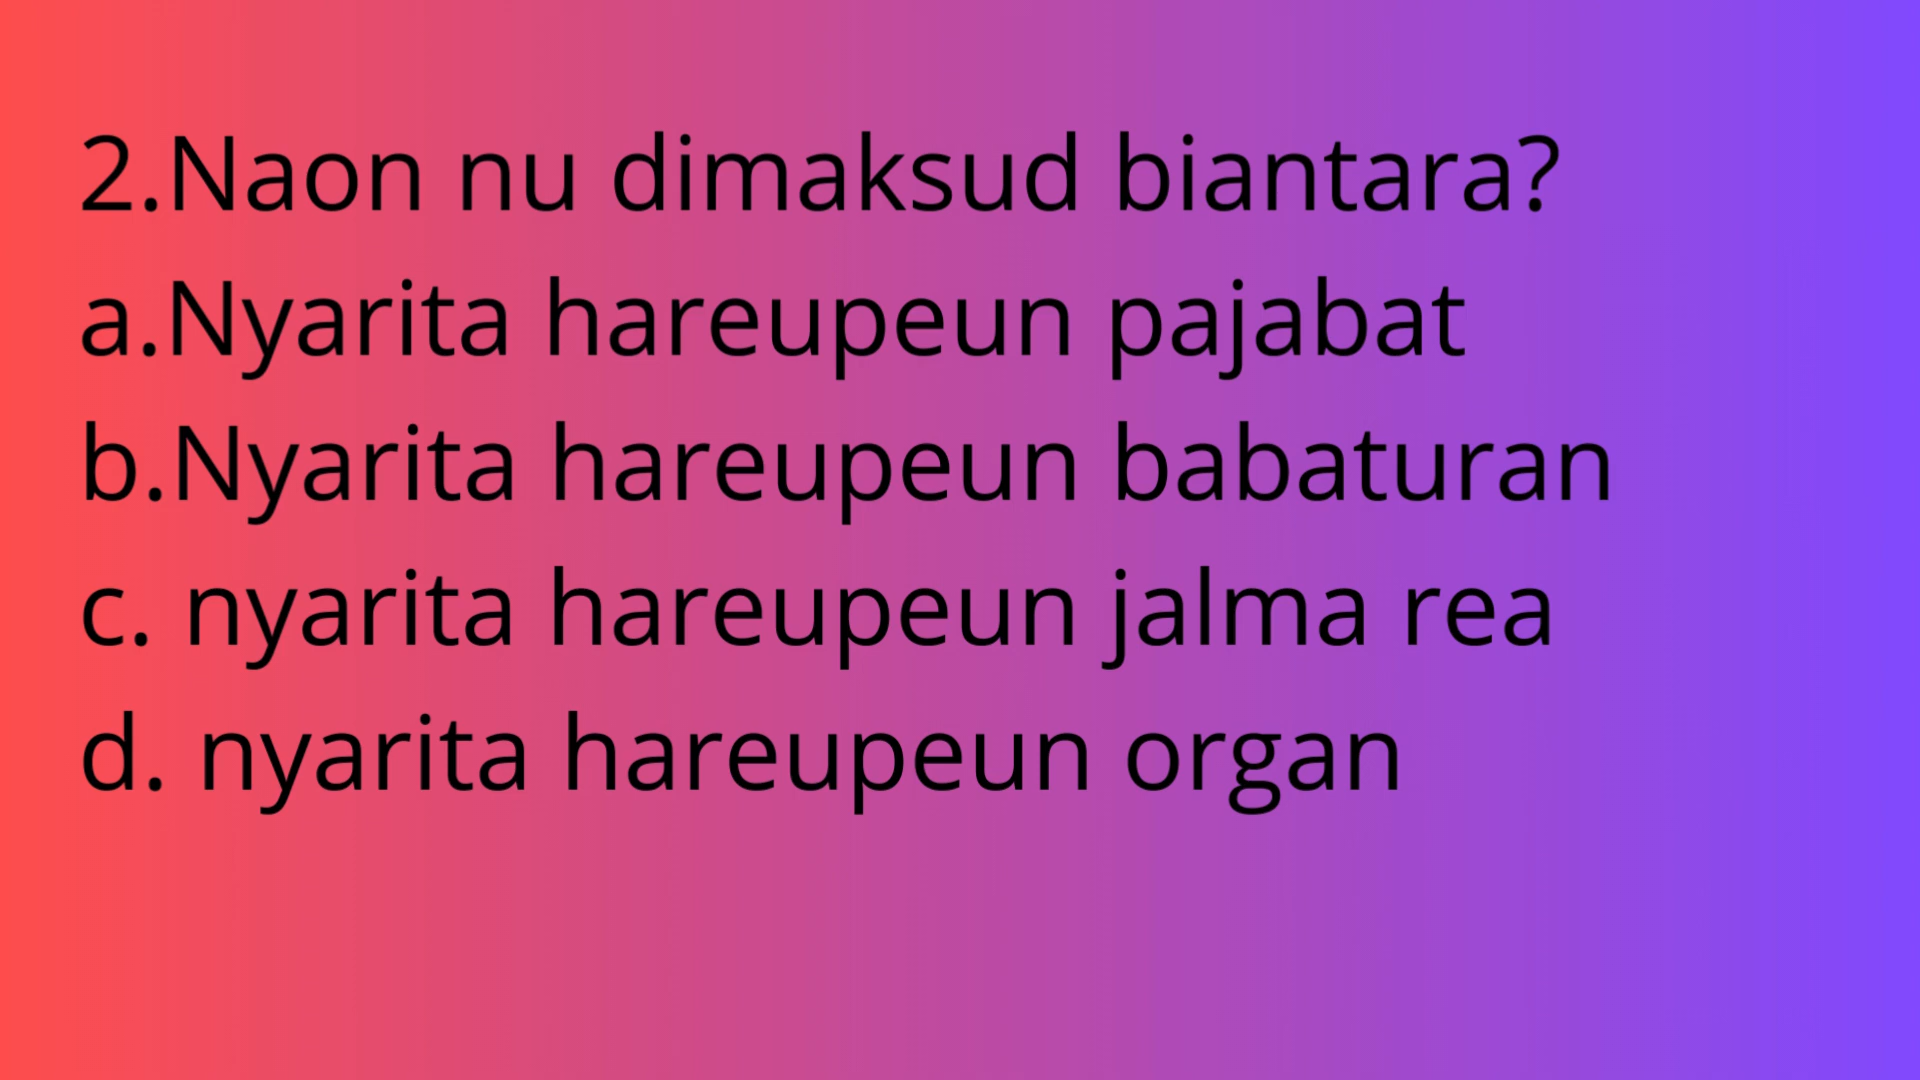 2.Naon nu dimaksud biantara?
a.Nyarita hareupeun pajabat
b.Nyarita hareupeun babaturan
c. nyarita hareupeun jalma rea
d. nyarita hareupeun organ